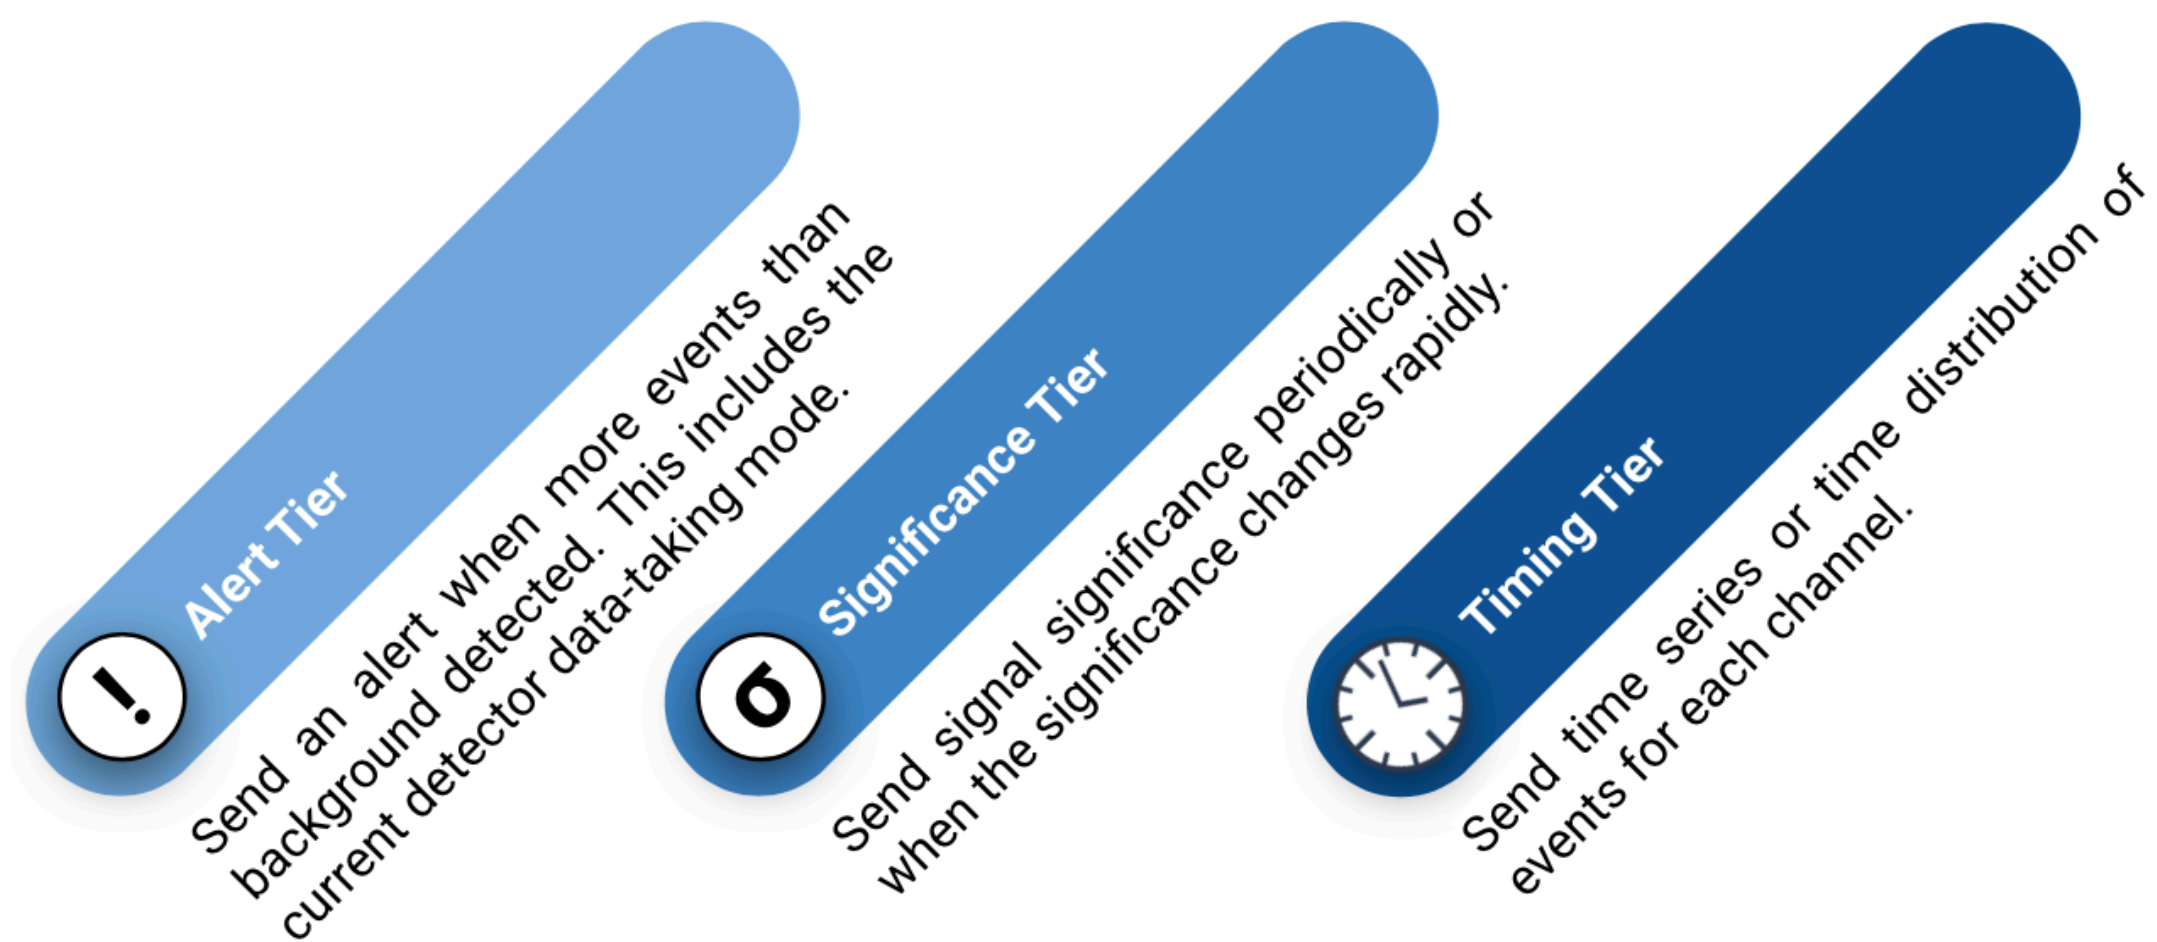 !
Alert Tier
Send an alert when more events than
background detected. This includes the
current detector data-taking mode.
σ
Significance Tier
Send signal significance periodically or
when the significance changes rapidly.
Timing Tier
Send time series or time distribution of
events for each channel.